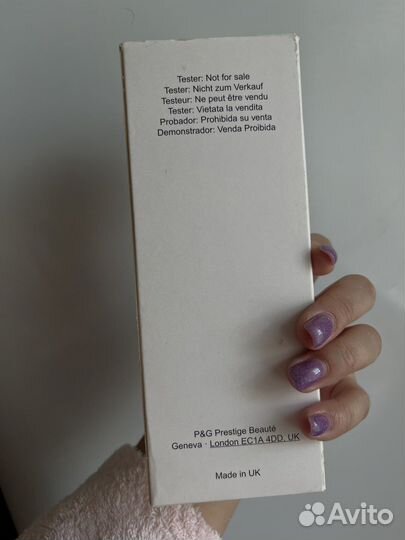 Tester: Not for sale
Tester: Nicht zum Verkauf
Testeur: Ne peut être vendu
Tester: Vietata la vendita
Probador: Prohibida su venta
Demonstrador: Venda Proibida
P&G Prestige Beauté
Geneva · London EC1A 4DD, UK
Made in UK
Avito